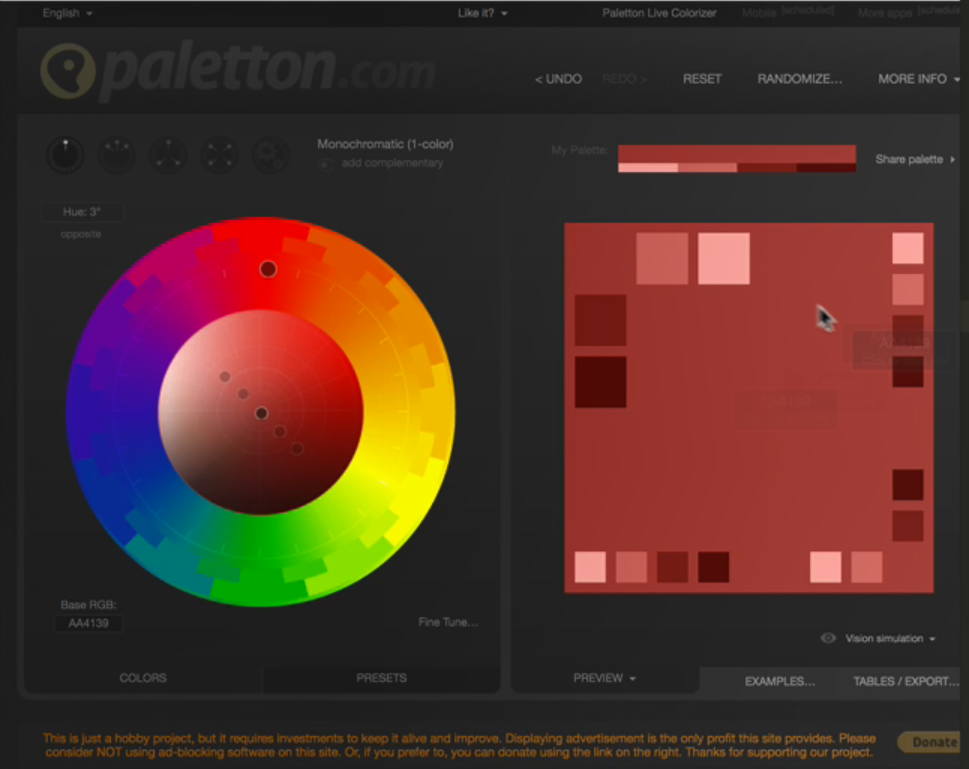 English
Like it?
Paletton Live Colorizer
Mobile [scheduled]
More apps
paletton.com
< UNDO
REDO >
RESET
RANDOMIZE...
MORE INFO
Monochromatic (1-color)
add complementary
My Palette:
Share palette
Hue: 3°
opposite
Base RGB:
AA4139
Fine Tune...
Vision simulation
COLORS
PRESETS
PREVIEW
EXAMPLES...
TABLES / EXPORT...
This is just a hobby project, but it requires investments to keep it alive and improve. Displaying advertisement is the only profit this site provides. Please
consider NOT using ad-blocking software on this site. Or, if you prefer to, you can donate using the link on the right. Thanks for supporting our project.
Donate